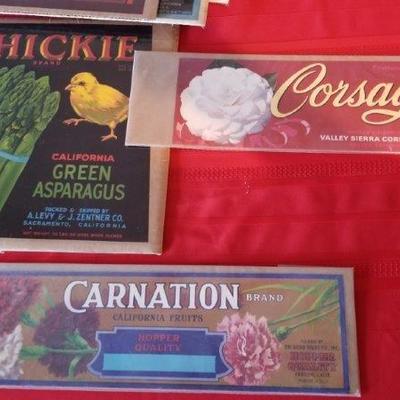 HICKIE
BRAND
CALIFORNIA
GREEN
ASPARAGUS
PACKED & SHIPPED BY
A. LEVY & J. ZENTNER CO.
SACRAMENTO, CALIFORNIA
Corsag
VALLEY SIERRA COR
CARNATION BRAND
CALIFORNIA FRUITS
HOPPER
QUALITY
HOPPER
QUALITY